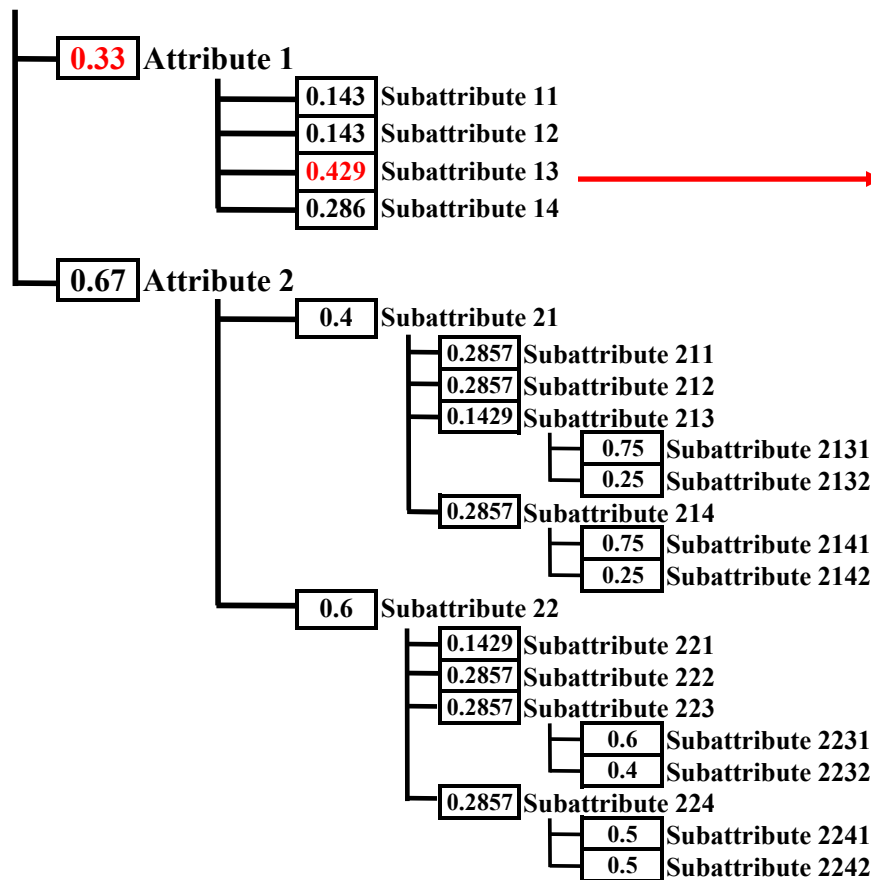 0.33 Attribute 1
0.143 Subattribute 11
0.143 Subattribute 12
0.429 Subattribute 13
0.286 Subattribute 14
0.67 Attribute 2
0.4 Subattribute 21
0.2857 Subattribute 211
0.2857 Subattribute 212
0.1429 Subattribute 213
0.75 Subattribute 2131
0.25 Subattribute 2132
0.2857 Subattribute 214
0.75 Subattribute 2141
0.25 Subattribute 2142
0.6 Subattribute 22
0.1429 Subattribute 221
0.2857 Subattribute 222
0.2857 Subattribute 223
0.6 Subattribute 2231
0.4 Subattribute 2232
0.2857 Subattribute 224
0.5 Subattribute 2241
0.5 Subattribute 2242